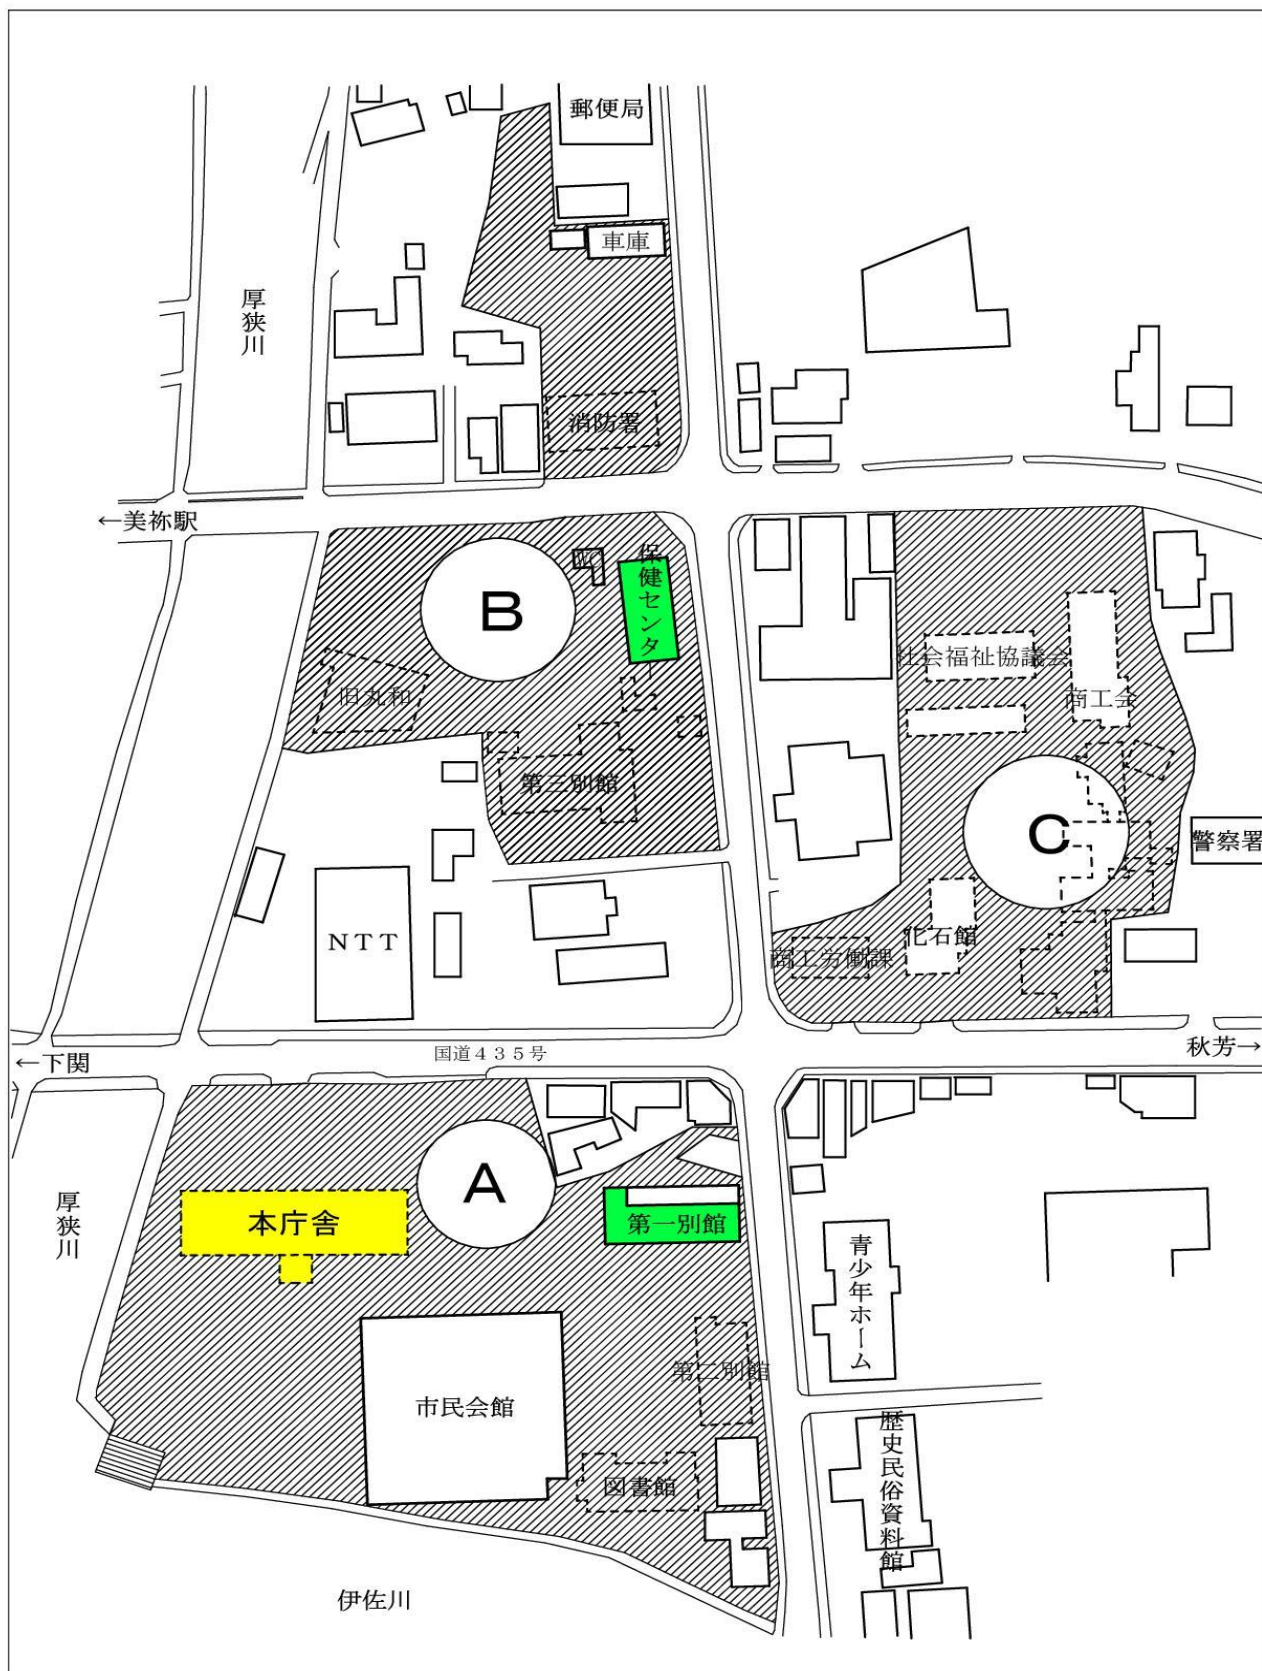 郵便局
車庫
厚狭川
消防署
←美祢駅
WC
保健センター
B
社会福祉協議会
旧丸和
商工会
第三別館
C
警察署
NTT
化石館
商工労働課
国道435号
←下関
秋芳→
A
厚狭川
本庁舎
第一別館
青少年ホーム
第二別館
市民会館
歴史民俗資料館
図書館
伊佐川